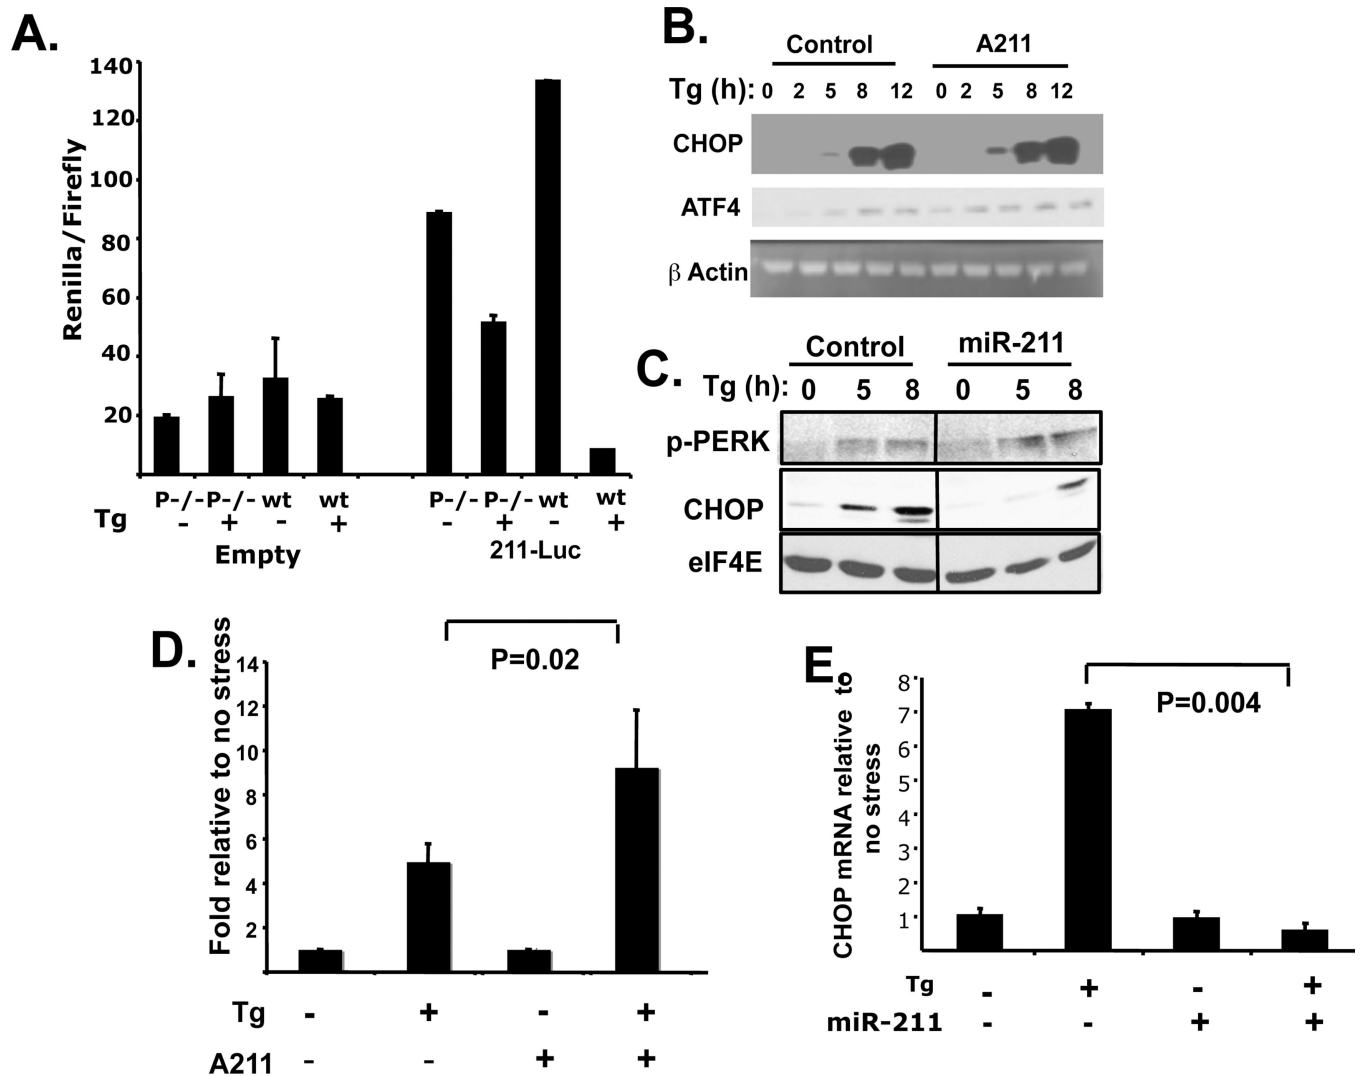 A.
Renilla/Firefly
140
120
100
80
60
40
20
P-/- P-/- wt wt P-/- P-/- wt wt
Tg - + - + - + - +
Empty 211-Luc
B.
Control A211
Tg (h): 0 2 5 8 12 0 2 5 8 12
CHOP
ATF4
β Actin
C.
Control miR-211
Tg (h): 0 5 8 0 5 8
p-PERK
CHOP
eIF4E
D.
Fold relative to no stress
P=0.02
14
12
10
8
6
4
2
Tg - + - +
A211 - - + +
E.
CHOP mRNA relative to
no stress
P=0.004
8
7
6
5
4
3
2
1
Tg - + - +
miR-211 - - + +